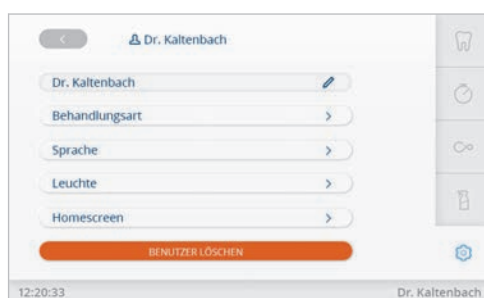 Dr. Kaltenbach
Dr. Kaltenbach
Behandlungsart
Sprache
Leuchte
Homescreen
BENUTZER LÖSCHEN
12:20:33 Dr. Kaltenbach